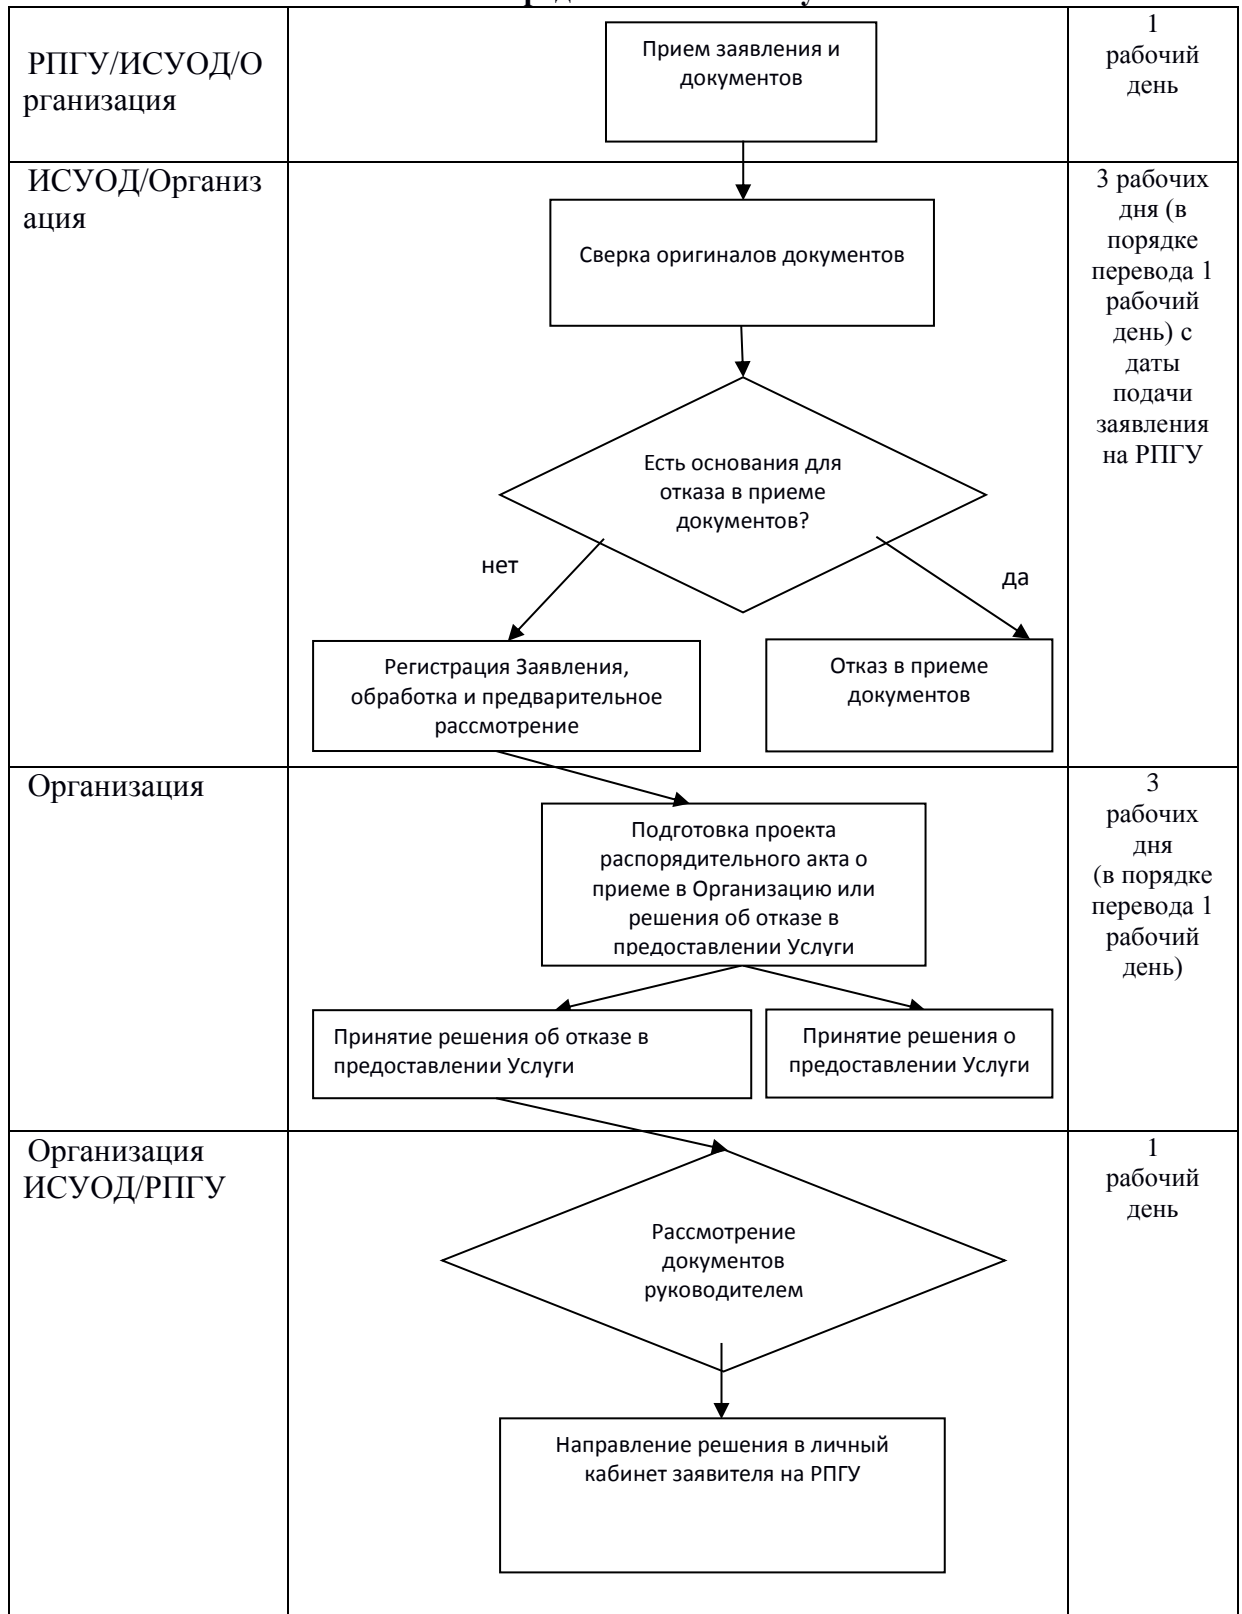 РПГУ/ИСУОД/О
рганизация
Прием заявления и
документов
1
рабочий
день
ИСУОД/Организ
ация
Сверка оригиналов документов
Есть основания для
отказа в приеме
документов?
нет
да
Регистрация Заявления,
обработка и предварительное
рассмотрение
Отказ в приеме
документов
3 рабочих
дня (в
порядке
перевода 1
рабочий
день) с
даты
подачи
заявления
на РПГУ
Организация
Подготовка проекта
распорядительного акта о
приеме в Организацию или
решения об отказе в
предоставлении Услуги
Принятие решения об отказе в
предоставлении Услуги
Принятие решения о
предоставлении Услуги
3
рабочих
дня
(в порядке
перевода 1
рабочий
день)
Организация
ИСУОД/РПГУ
Рассмотрение
документов
руководителем
Направление решения в личный
кабинет заявителя на РПГУ
1
рабочий
день